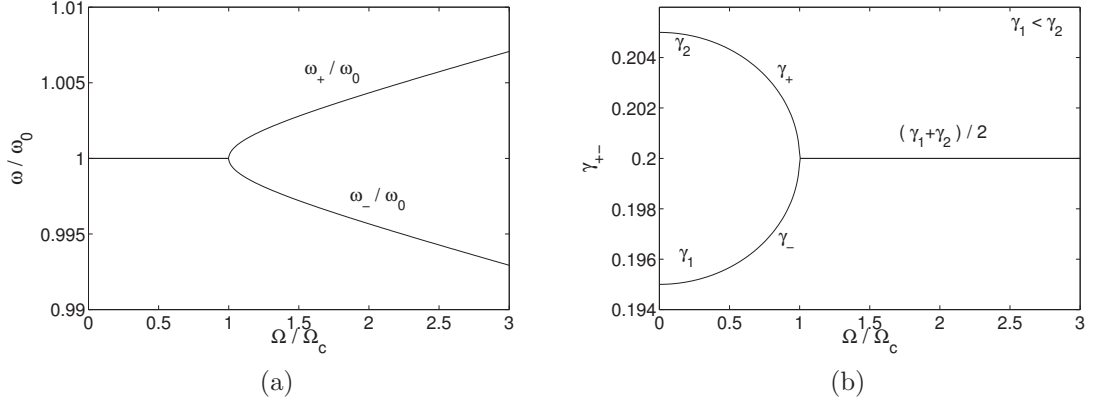 1.01
1.005
1
0.995
0.99
ω / ω₀
ω₊ / ω₀
ω₋ / ω₀
0 0.5 1 1.5 2 2.5 3
Ω / Ω_c
(a)
γ₁ < γ₂
0.204
0.202
0.2
0.198
0.196
0.194
γ₊₋
γ₂
γ₊
(γ₁+γ₂) / 2
γ₁
γ₋
0 0.5 1 1.5 2 2.5 3
Ω / Ω_c
(b)